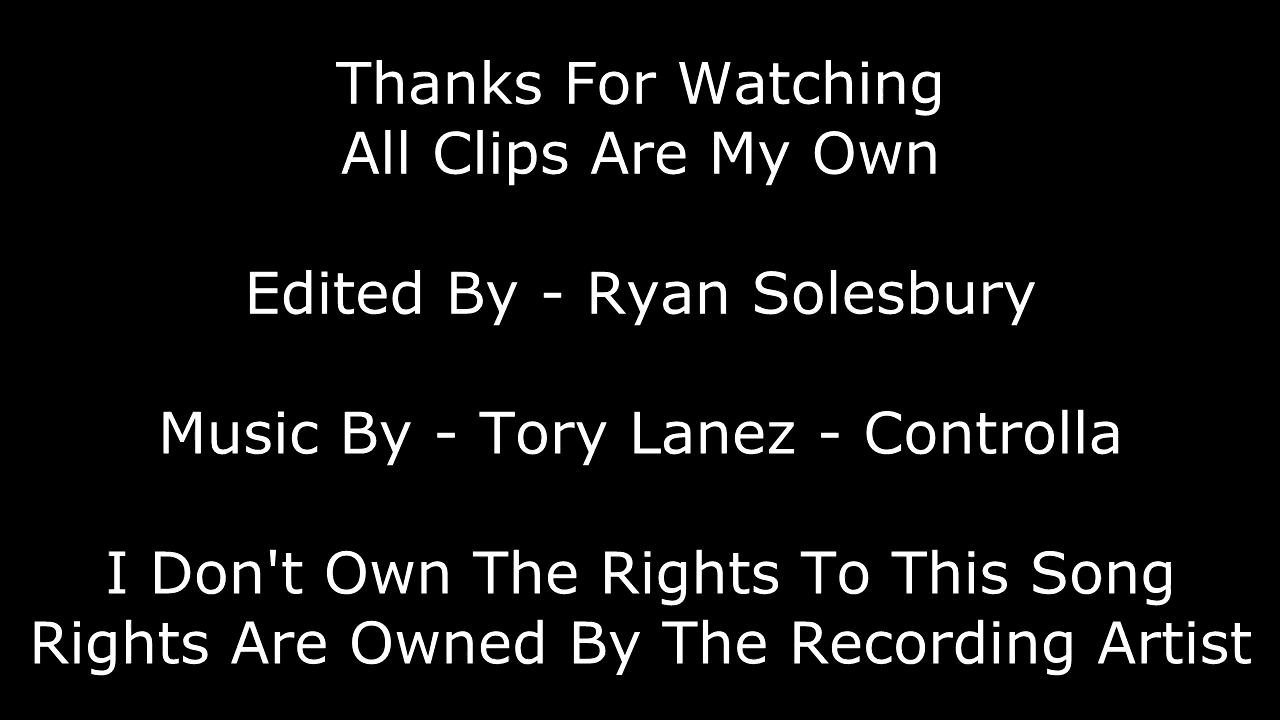 Thanks For Watching
All Clips Are My Own
Edited By - Ryan Solesbury
Music By - Tory Lanez - Controlla
I Don't Own The Rights To This Song
Rights Are Owned By The Recording Artist